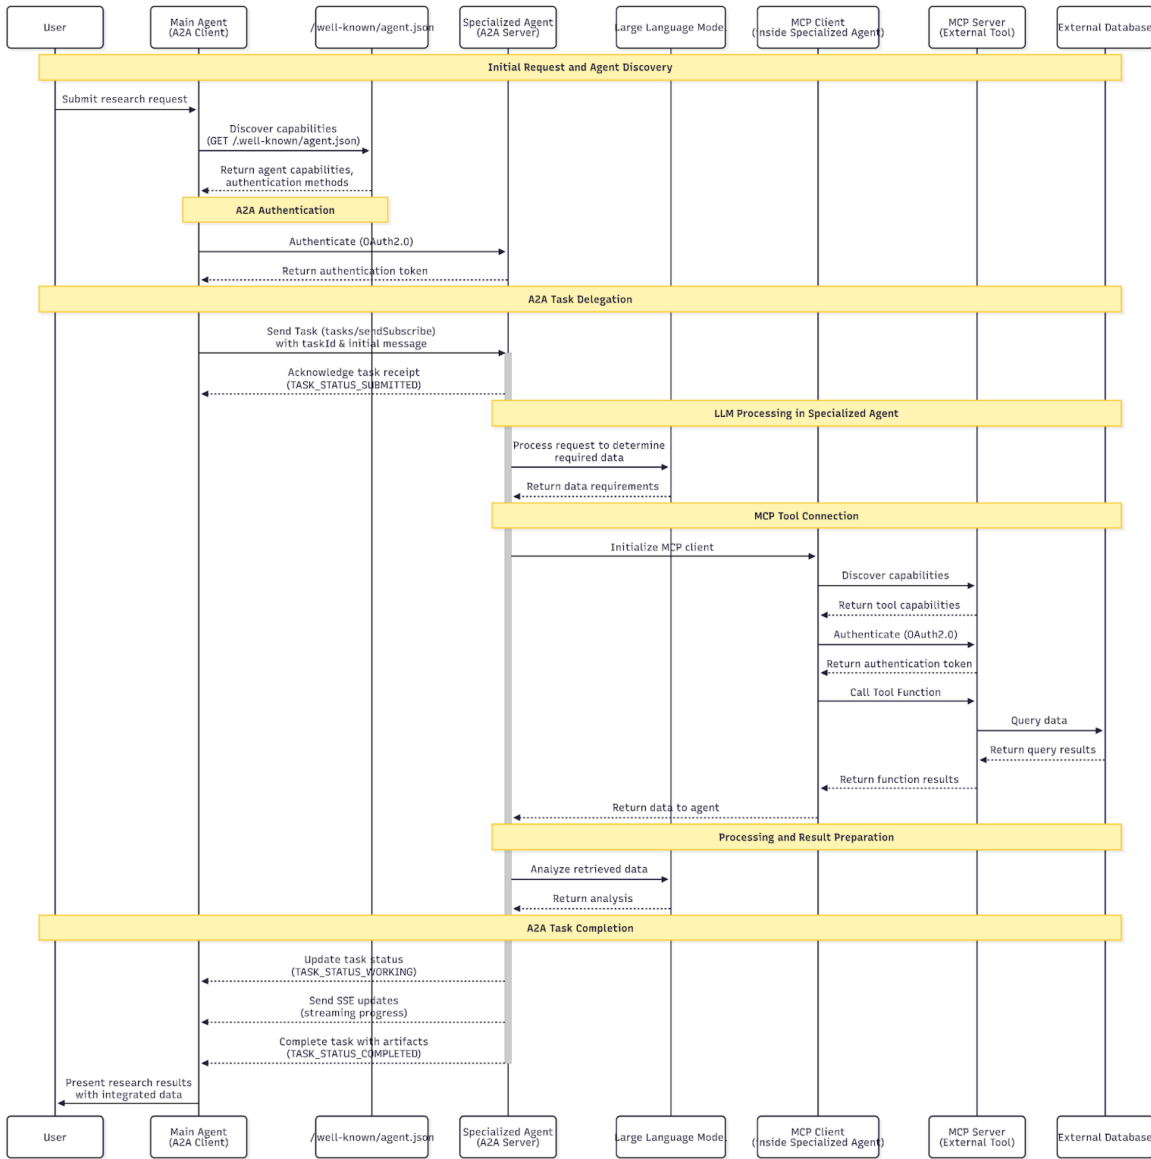 User
Main Agent
(A2A Client)
/well-known/agent.json
Specialized Agent
(A2A Server)
Large Language Model
MCP Client
(inside Specialized Agent)
MCP Server
(External Tool)
External Database
Initial Request and Agent Discovery
Submit research request
Discover capabilities
(GET /.well-known/agent.json)
Return agent capabilities,
authentication methods
A2A Authentication
Authenticate (OAuth2.0)
Return authentication token
A2A Task Delegation
Send Task (tasks/sendSubscribe)
with taskId & initial message
Acknowledge task receipt
(TASK_STATUS_SUBMITTED)
LLM Processing in Specialized Agent
Process request to determine
required data
Return data requirements
MCP Tool Connection
Initialize MCP client
Discover capabilities
Return tool capabilities
Authenticate (OAuth2.0)
Return authentication token
Call Tool Function
Query data
Return query results
Return function results
Return data to agent
Processing and Result Preparation
Analyze retrieved data
Return analysis
A2A Task Completion
Update task status
(TASK_STATUS_WORKING)
Send SSE updates
(streaming progress)
Complete task with artifacts
(TASK_STATUS_COMPLETED)
Present research results
with integrated data
User
Main Agent
(A2A Client)
/well-known/agent.json
Specialized Agent
(A2A Server)
Large Language Model
MCP Client
(inside Specialized Agent)
MCP Server
(External Tool)
External Database